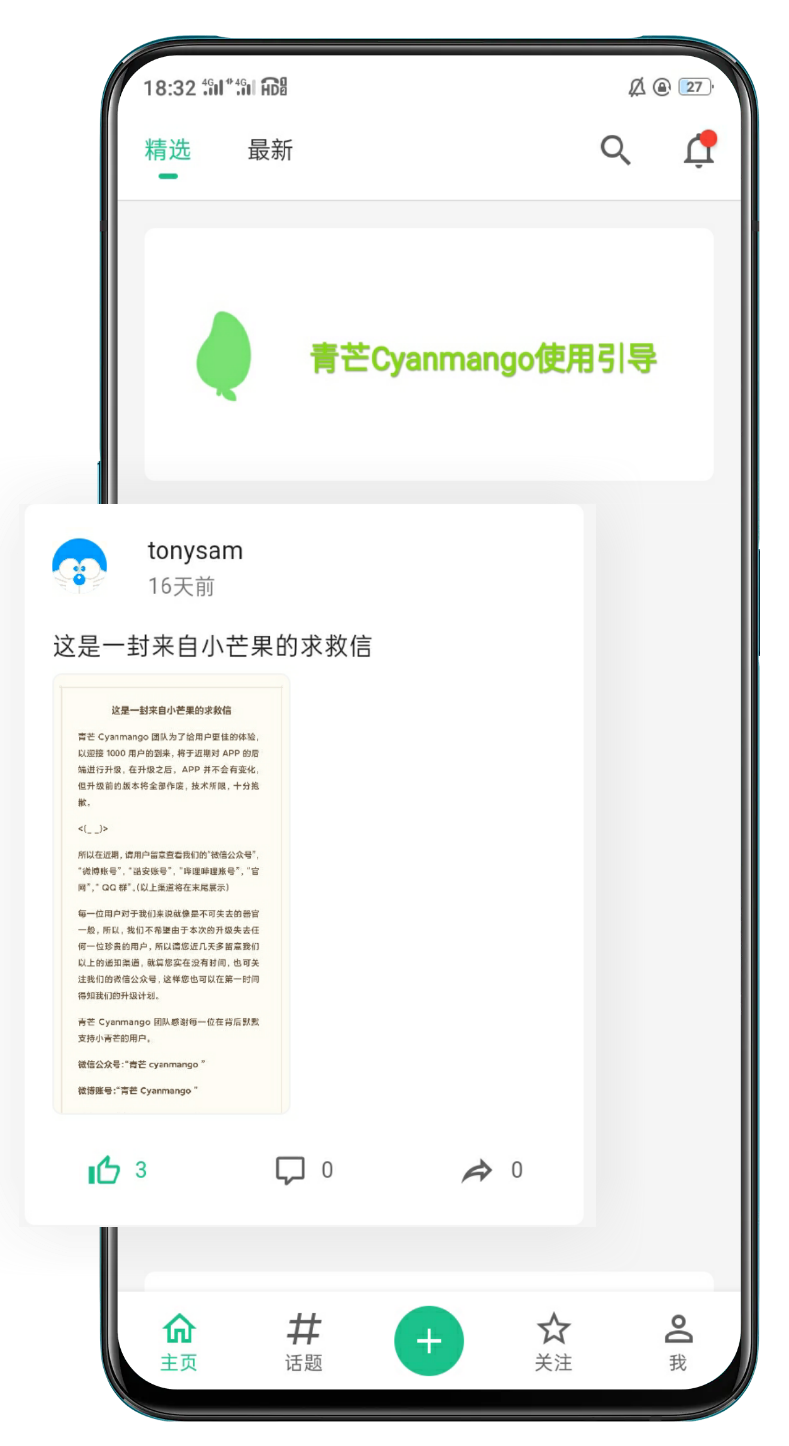 18:32 4G 4G HD
27
精选 最新
青芒Cyanmango使用引导
tonysam
16天前
这是一封来自小芒果的求救信
这是一封来自小芒果的求救信
青芒 Cyanmango 团队为了给用户更佳的体验,
以迎接 1000 用户的到来, 将于近期对 APP 的后
端进行升级, 在升级之后, APP 并不会有变化,
但升级前的版本将全部作废, 技术所限, 十分抱
歉。
<(_ _)>
所以在近期, 请用户留意查看我们的“微信公众号”,
“微博账号”, “酷安账号”, “哔哩哔哩账号”, “官
网”, “ QQ 群”, (以上渠道将在末尾展示)
每一位用户对于我们来说就像是不可失去的器官
一般, 所以, 我们不希望由于本次的升级失去任
何一位珍贵的用户, 所以请您近几天多留意我们
以上的通知渠道, 就算您实在没有时间, 也可关
注我们的微信公众号, 这样您也可以在第一时间
得知我们的升级计划。
青芒 Cyanmango 团队感谢每一位在背后默默
支持小青芒的用户。
微信公众号:“青芒 cyanmango ”
微博账号:“青芒 Cyanmango ”
3 0 0
主页 话题 关注 我